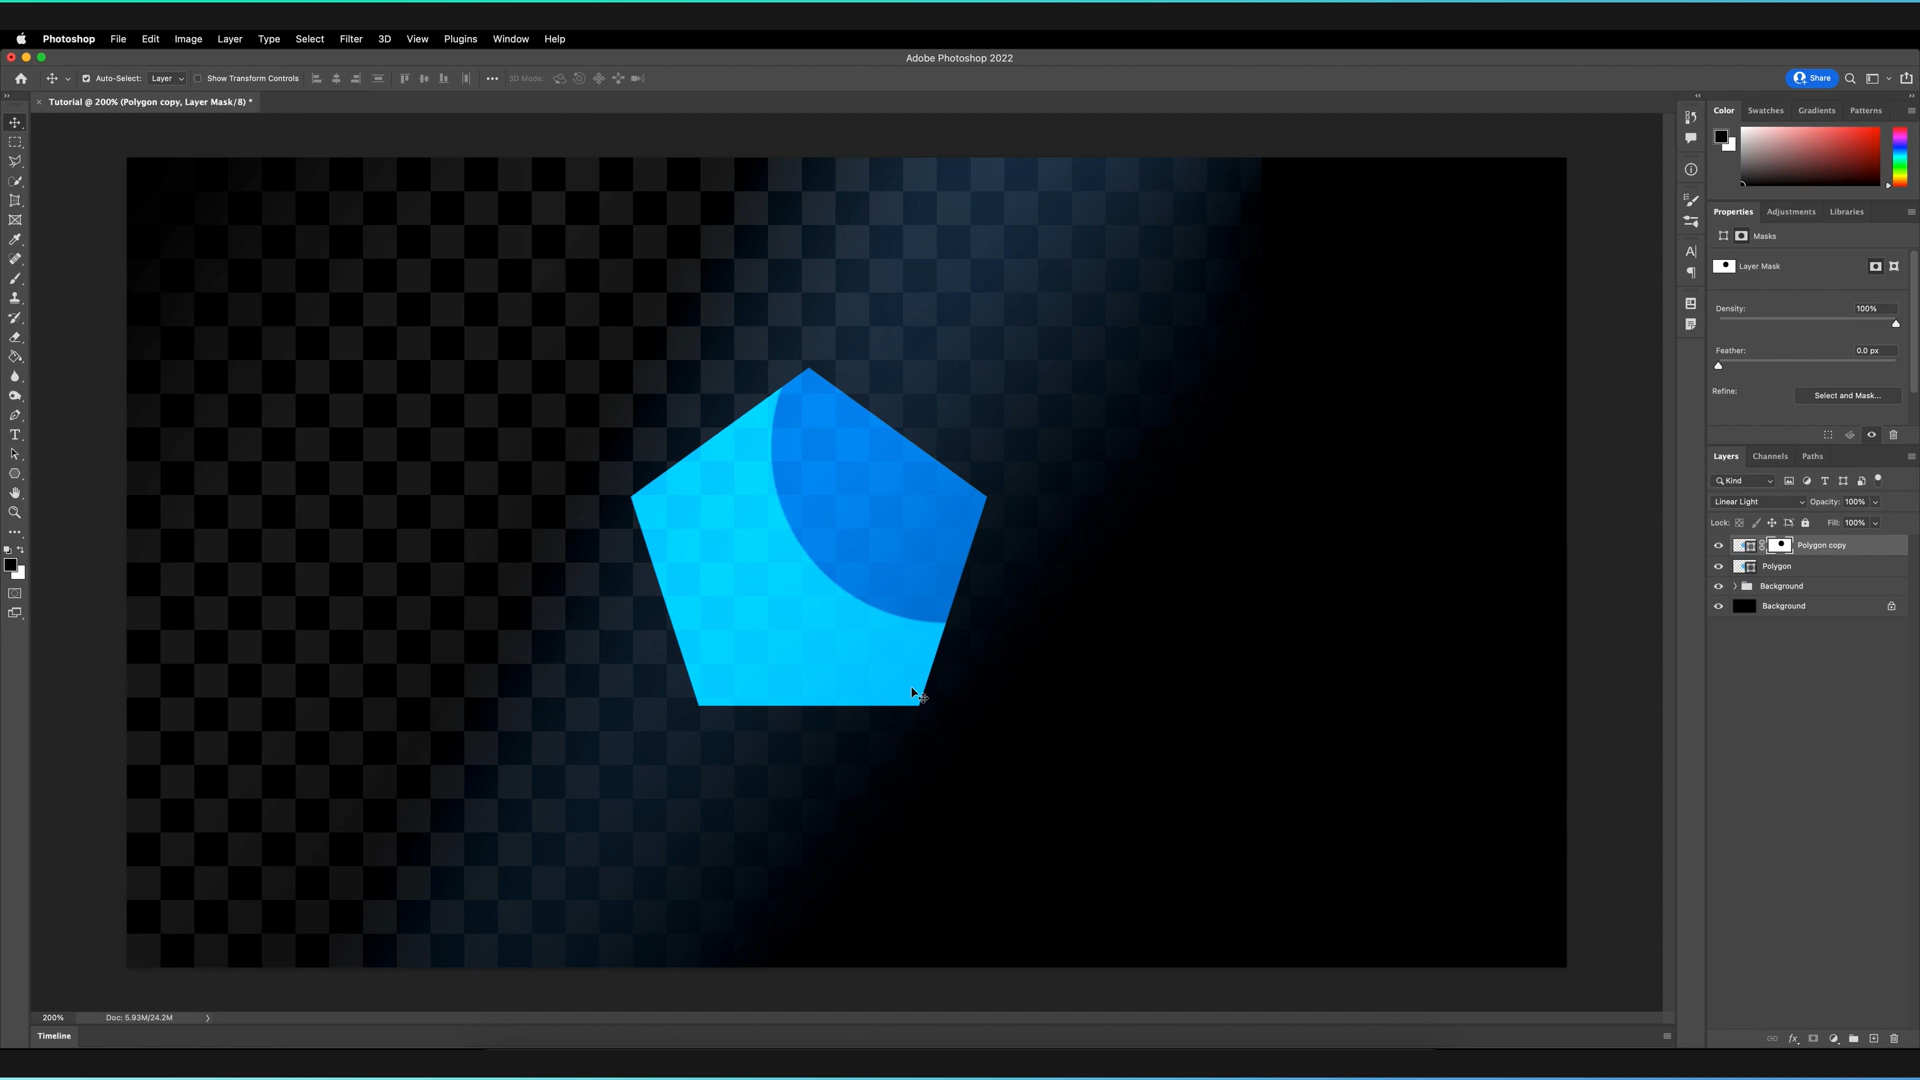 Photoshop File Edit Image Layer Type Select Filter 3D View Plugins Window Help
Adobe Photoshop 2022
Auto-Select: Layer Show Transform Controls 3D Mode: Share
Tutorial @ 200% (Polygon copy, Layer Mask/8) *
Color Swatches Gradients Patterns
Properties Adjustments Libraries
Masks
Layer Mask
Density: 100%
Feather: 0.0 px
Refine: Select and Mask...
Layers Channels Paths
Kind
Linear Light Opacity: 100%
Lock: Fill: 100%
Polygon copy
Polygon
Background
Background
200% Doc: 5.93M/24.2M
Timeline